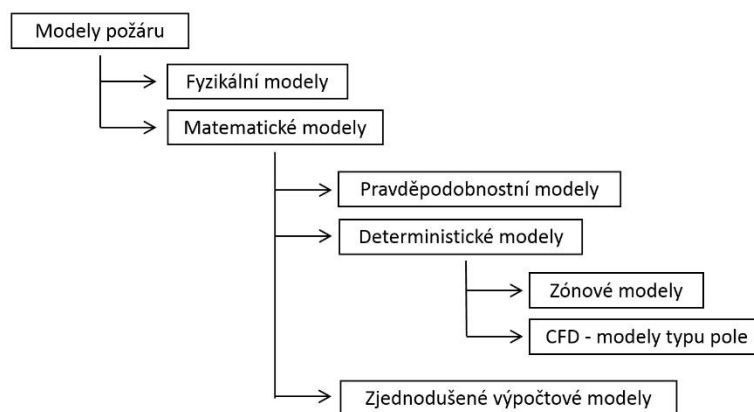 Modely požáru
Fyzikální modely
Matematické modely
Pravděpodobnostní modely
Deterministické modely
Zónové modely
CFD - modely typu pole
Zjednodušené výpočtové modely